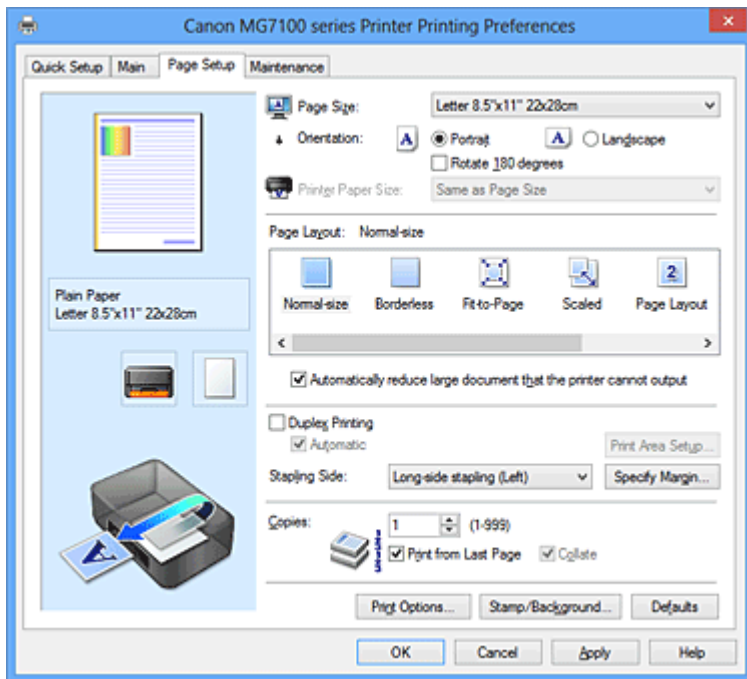 Canon MG7100 series Printer Printing Preferences
Quick Setup Main Page Setup Maintenance
Page Size: Letter 8.5"x11" 22x28cm
Orientation: A Portrait A Landscape
Rotate 180 degrees
Printer Paper Size: Same as Page Size
Page Layout: Normal-size
2
Normal-size Borderless Fit-to-Page Scaled Page Layout
Plain Paper
Letter 8.5"x11" 22x28cm
Automatically reduce large document that the printer cannot output
Duplex Printing
Automatic Print Area Setup...
Stapling Side: Long-side stapling (Left) Specify Margin...
Copies: 1 (1-999)
Print from Last Page Collate
A
Print Options... Stamp/Background... Defaults
OK Cancel Apply Help